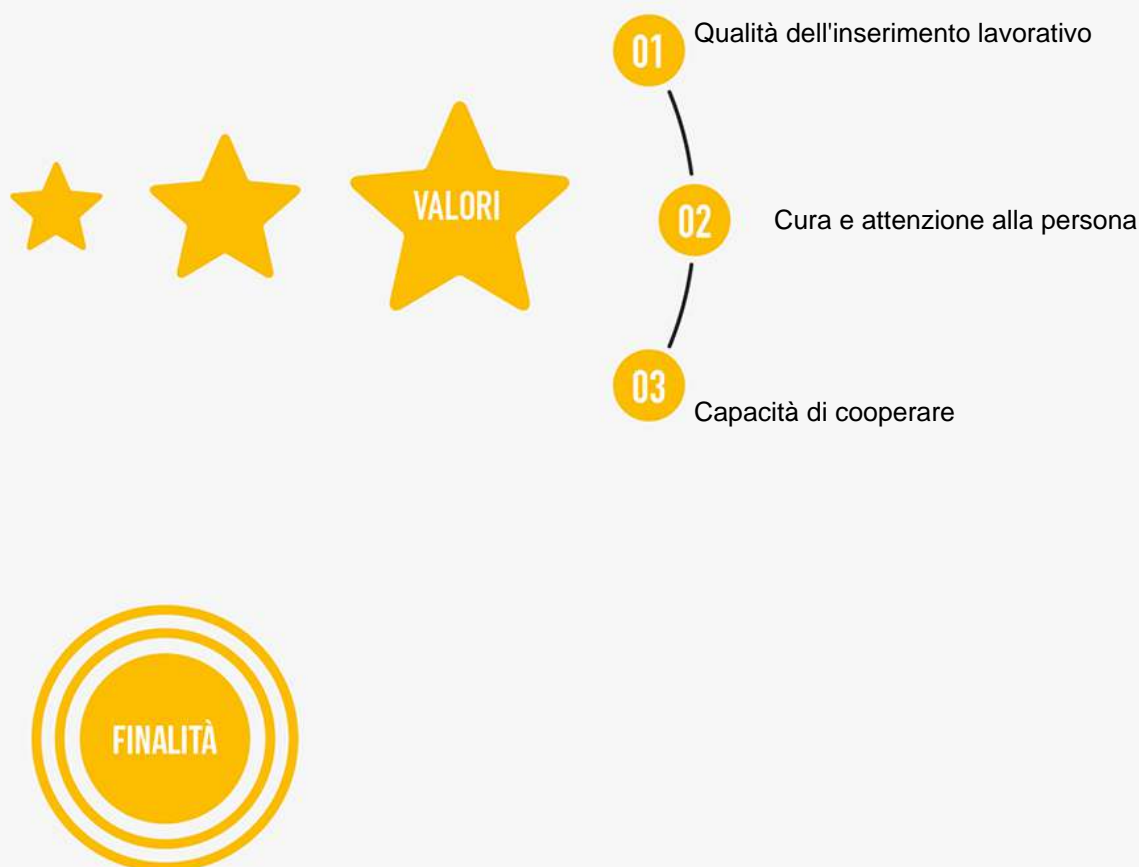 01 Qualità dell'inserimento lavorativo
VALORI
02 Cura e attenzione alla persona
03
Capacità di cooperare
FINALITÀ